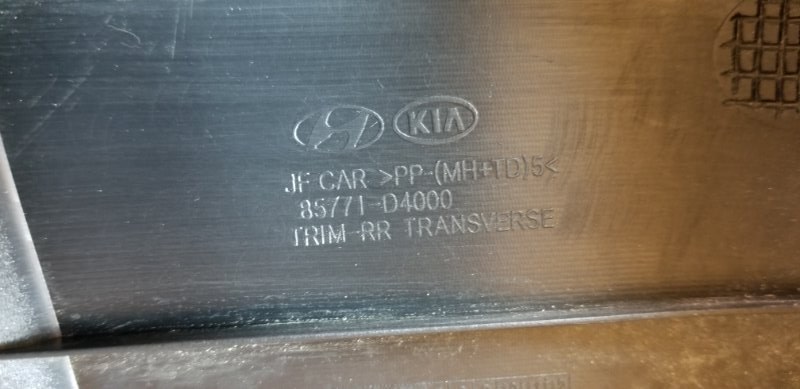 KIA
JF CAR >PP-(MH+TD)5<
85771-D4000
TRIM-RR TRANSVERSE